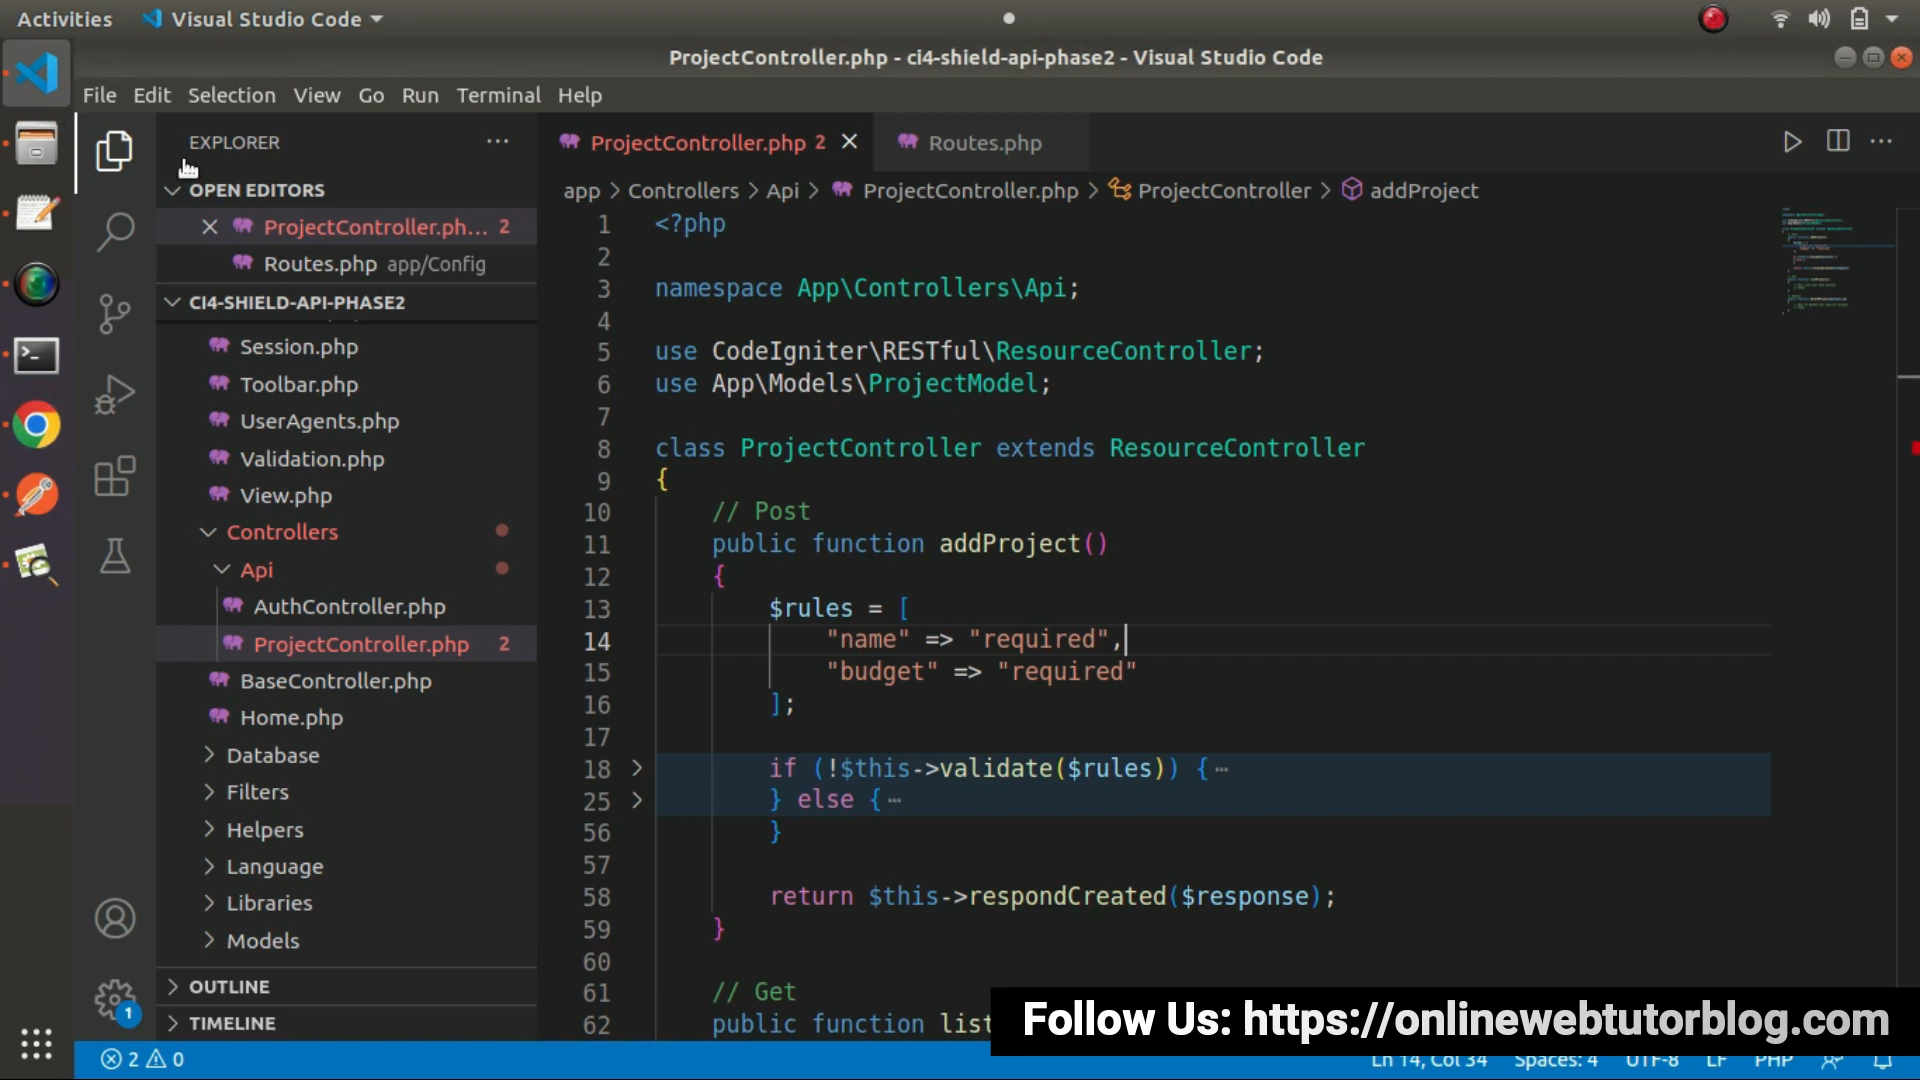 Activities
Visual Studio Code
ProjectController.php - ci4-shield-api-phase2 - Visual Studio Code
File Edit Selection View Go Run Terminal Help
EXPLORER
OPEN EDITORS
ProjectController.ph... 2
Routes.php app/Config
CI4-SHIELD-API-PHASE2
Session.php
Toolbar.php
UserAgents.php
Validation.php
View.php
Controllers
Api
AuthController.php
ProjectController.php 2
BaseController.php
Home.php
Database
Filters
Helpers
Language
Libraries
Models
OUTLINE
TIMELINE
1
ProjectController.php 2
Routes.php
app > Controllers > Api > ProjectController.php > ProjectController > addProject
1 <?php
2
3 namespace App\Controllers\Api;
4
5 use CodeIgniter\RESTful\ResourceController;
6 use App\Models\ProjectModel;
7
8 class ProjectController extends ResourceController
9 {
10 // Post
11 public function addProject()
12 {
13 $rules = [
14 "name" => "required",
15 "budget" => "required"
16 ];
17
18 if (!$this->validate($rules)) { ⋯
25 } else { ⋯
56 }
57
58 return $this->respondCreated($response);
59 }
60
61 // Get
62 public function list
Follow Us: https://onlinewebtutorblog.com
2 0
Ln 14, Col 34 Spaces: 4 UTF-8 LF PHP